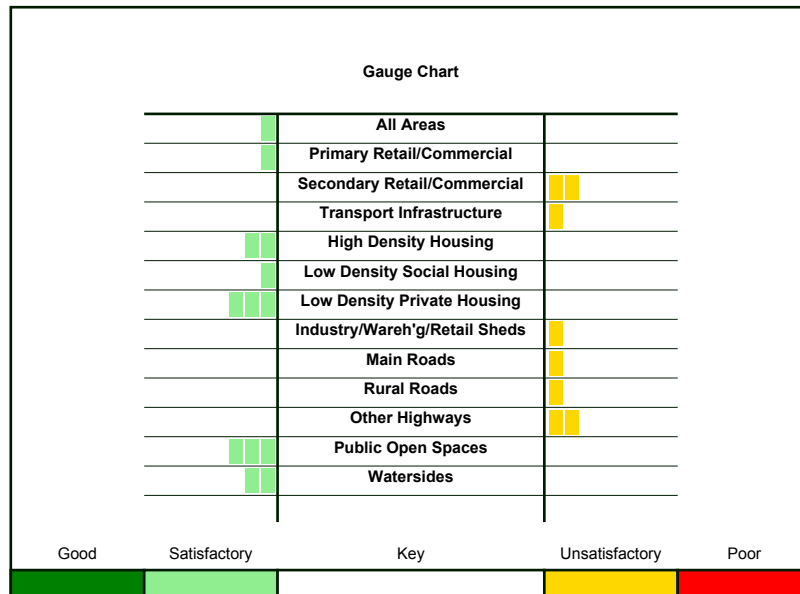 Gauge Chart
All Areas
Primary Retail/Commercial
Secondary Retail/Commercial
Transport Infrastructure
High Density Housing
Low Density Social Housing
Low Density Private Housing
Industry/Wareh'g/Retail Sheds
Main Roads
Rural Roads
Other Highways
Public Open Spaces
Watersides
Good Satisfactory Key Unsatisfactory Poor